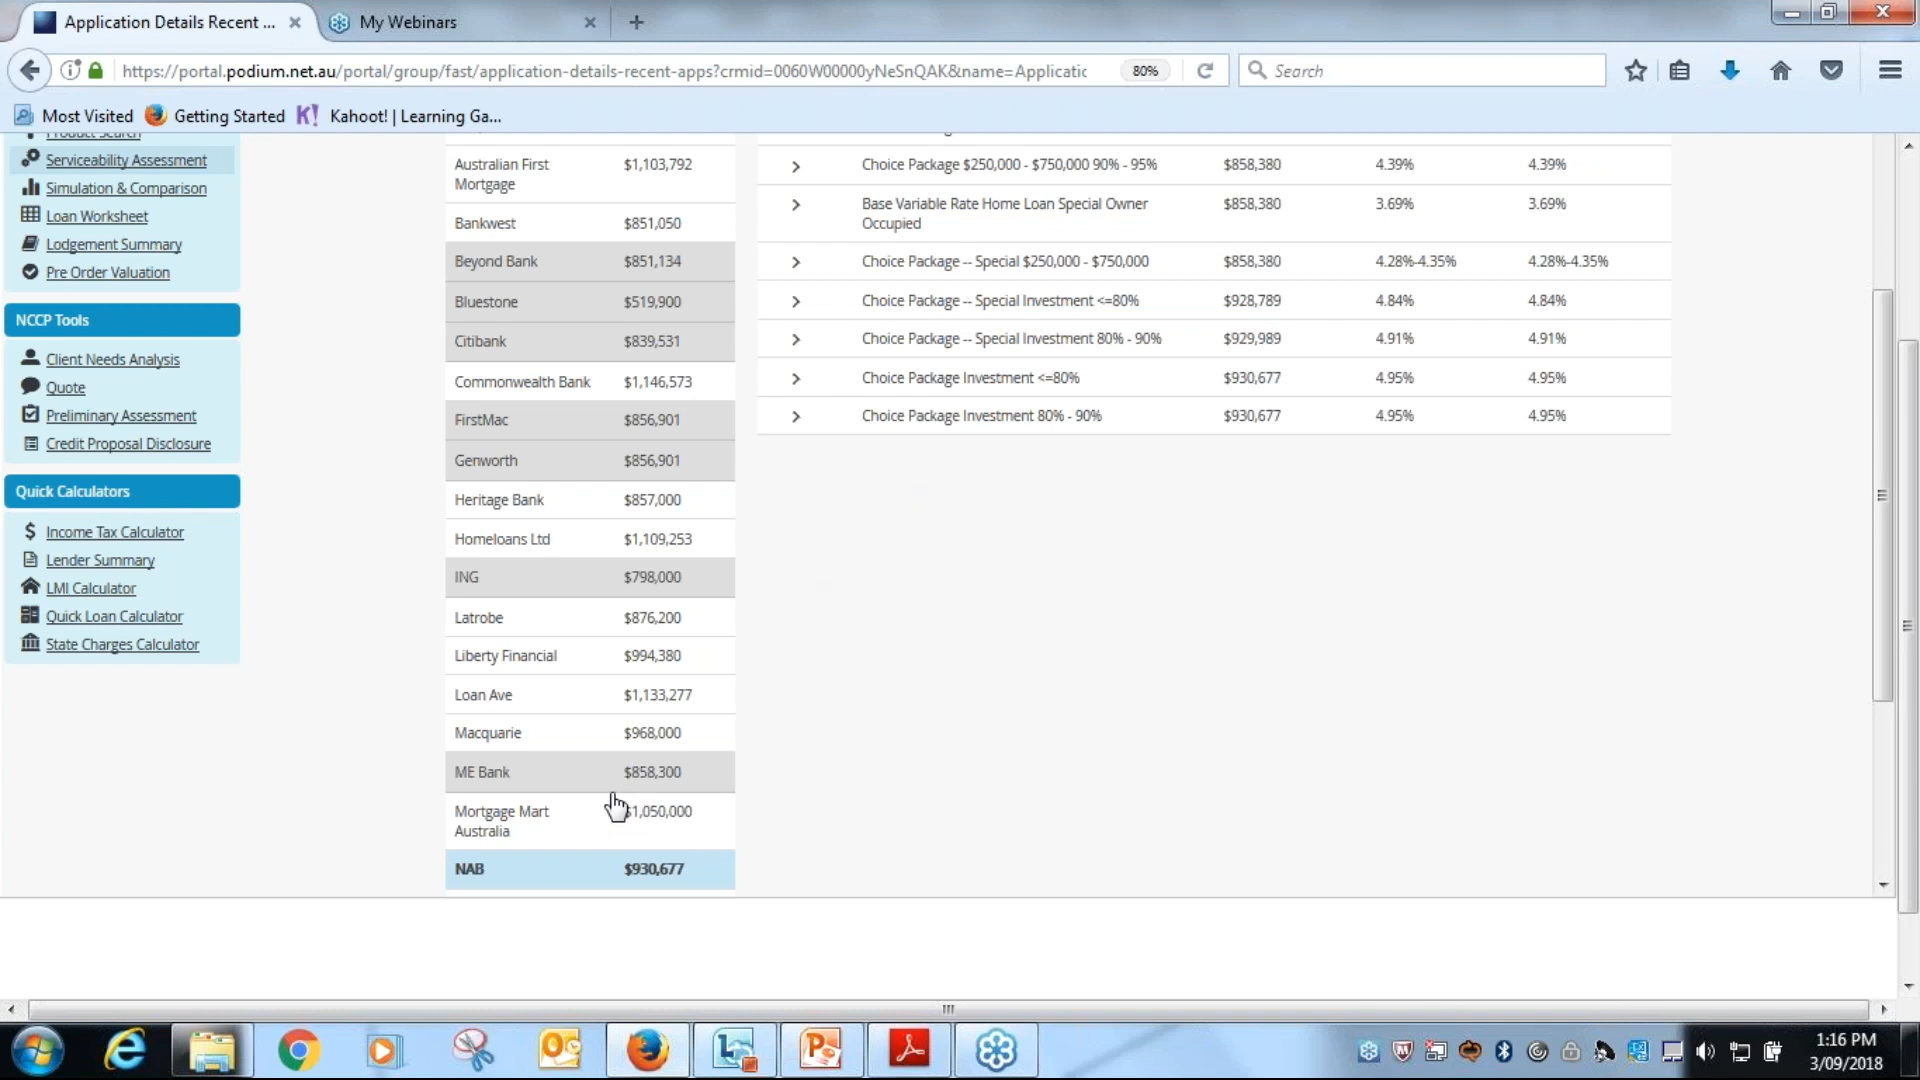 Application Details Recent ...
My Webinars
https://portal.podium.net.au/portal/group/fast/application-details-recent-apps?crmid=0060W00000yNeSnQAK&name=Applicatic
80%
Search
Most Visited
Getting Started
Kahoot! | Learning Ga...
Product Search
Serviceability Assessment
Simulation & Comparison
Loan Worksheet
Lodgement Summary
Pre Order Valuation
NCCP Tools
Client Needs Analysis
Quote
Preliminary Assessment
Credit Proposal Disclosure
Quick Calculators
Income Tax Calculator
Lender Summary
LMI Calculator
Quick Loan Calculator
State Charges Calculator
Australian First $1,103,792
Mortgage
Bankwest $851,050
Beyond Bank $851,134
Bluestone $519,900
Citibank $839,531
Commonwealth Bank $1,146,573
FirstMac $856,901
Genworth $856,901
Heritage Bank $857,000
Homeloans Ltd $1,109,253
ING $798,000
Latrobe $876,200
Liberty Financial $994,380
Loan Ave $1,133,277
Macquarie $968,000
ME Bank $858,300
Mortgage Mart $1,050,000
Australia
NAB $930,677
Choice Package $250,000 - $750,000 90% - 95% $858,380 4.39% 4.39%
Base Variable Rate Home Loan Special Owner $858,380 3.69% 3.69%
Occupied
Choice Package -- Special $250,000 - $750,000 $858,380 4.28%-4.35% 4.28%-4.35%
Choice Package -- Special Investment <=80% $928,789 4.84% 4.84%
Choice Package -- Special Investment 80% - 90% $929,989 4.91% 4.91%
Choice Package Investment <=80% $930,677 4.95% 4.95%
Choice Package Investment 80% - 90% $930,677 4.95% 4.95%
1:16 PM
3/09/2018